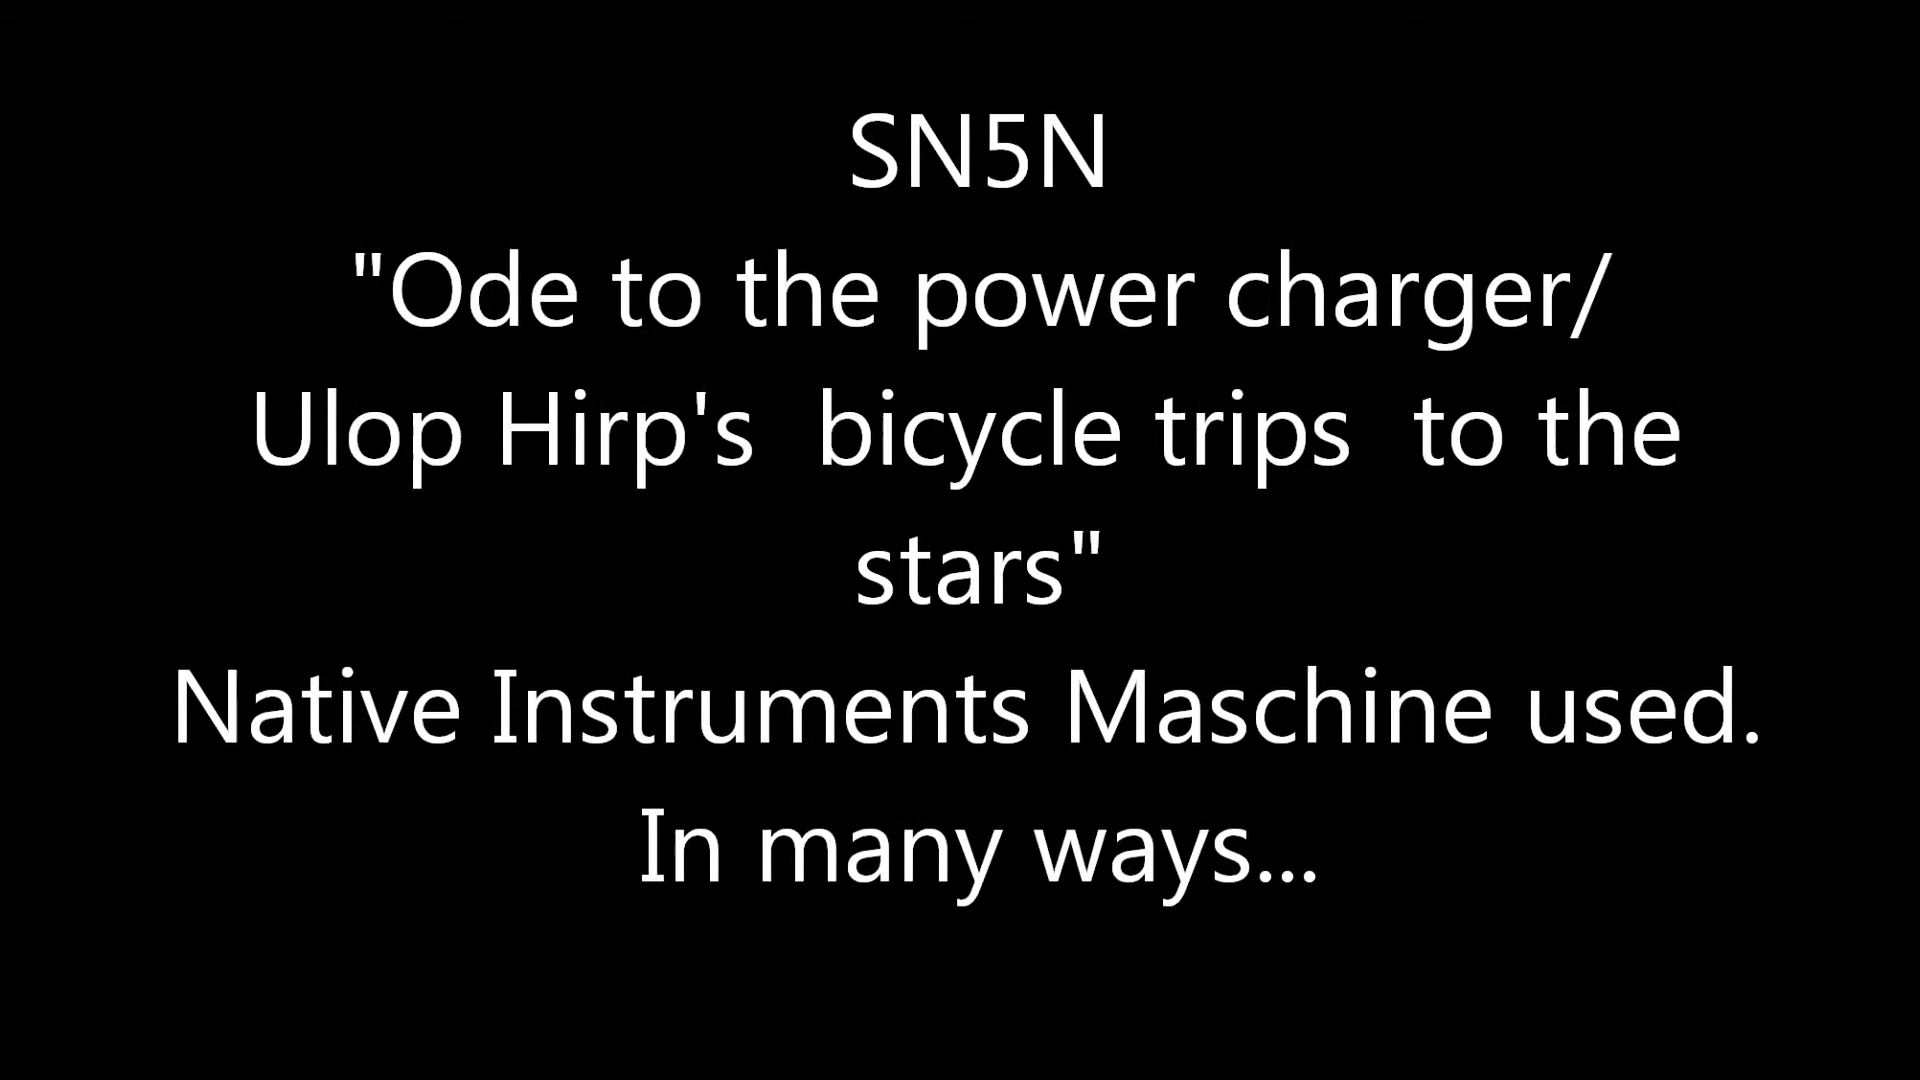 SN5N
"Ode to the power charger/
Ulop Hirp's  bicycle trips  to the
stars"
Native Instruments Maschine used.
In many ways...